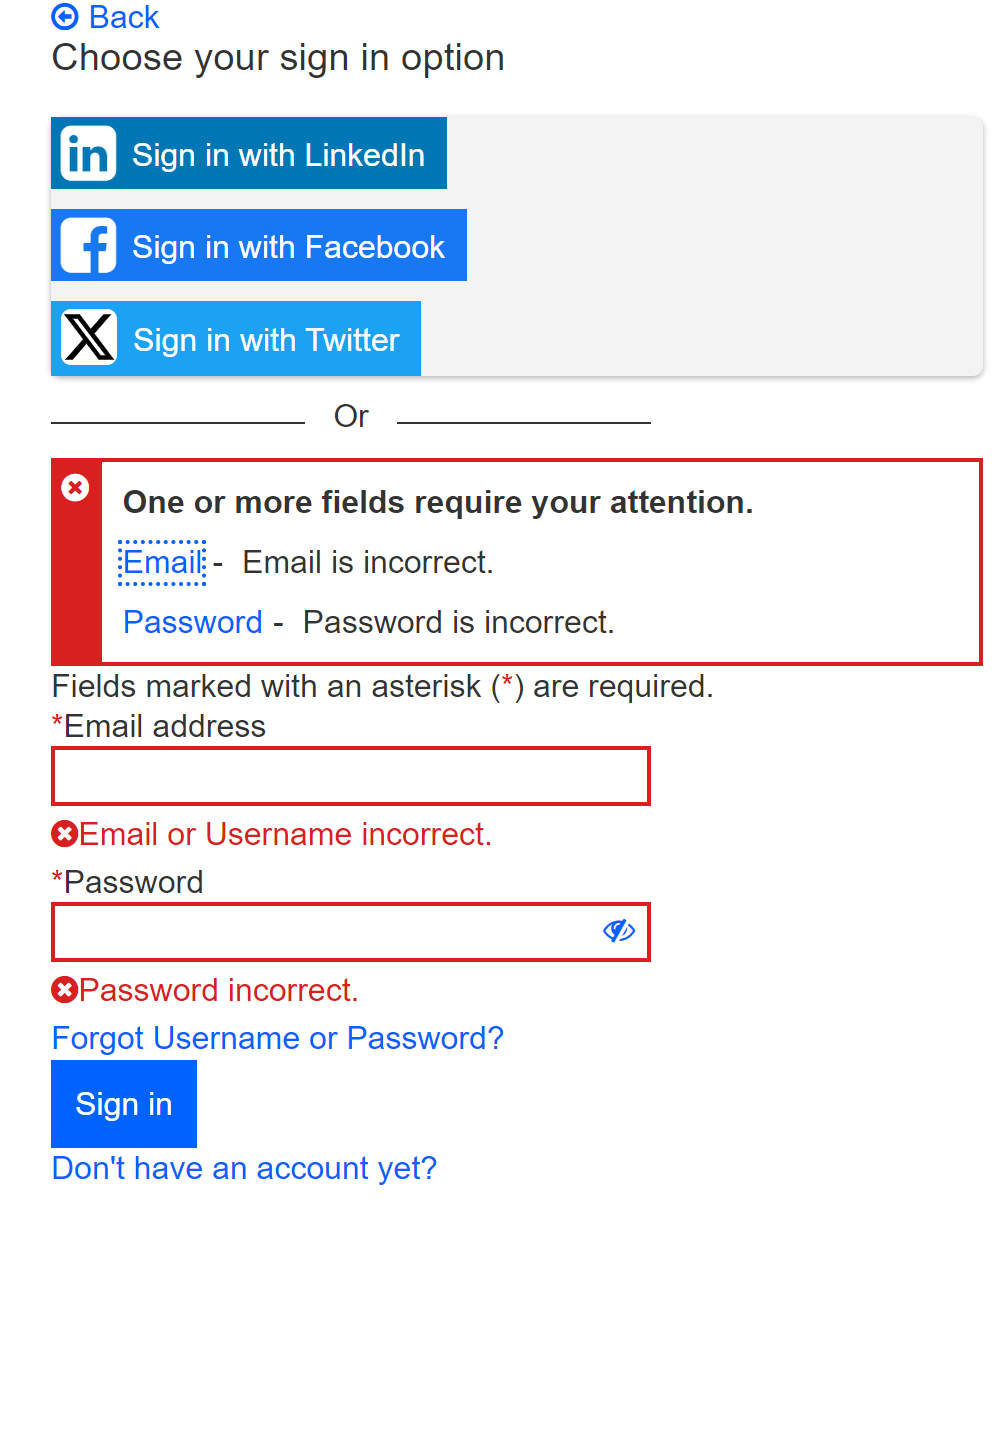 Back
Choose your sign in option
in Sign in with LinkedIn
f Sign in with Facebook
X Sign in with Twitter
Or
One or more fields require your attention.
Email - Email is incorrect.
Password - Password is incorrect.
Fields marked with an asterisk (*) are required.
*Email address
Email or Username incorrect.
*Password
Password incorrect.
Forgot Username or Password?
Sign in
Don't have an account yet?